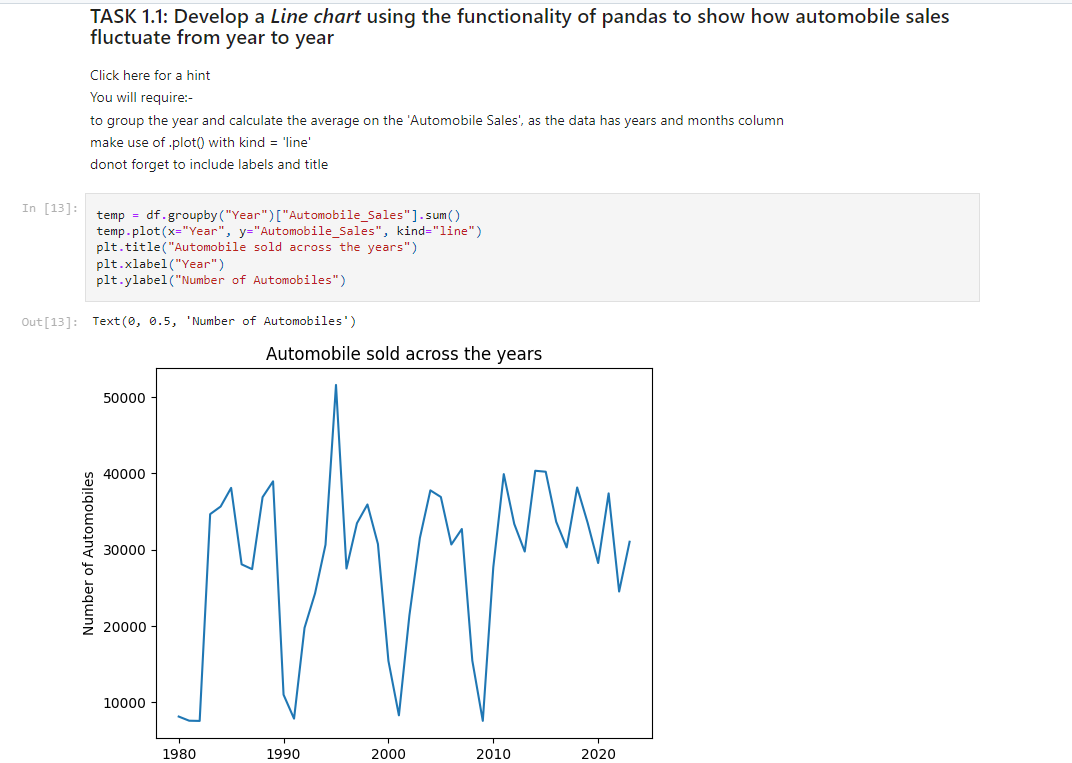 TASK 1.1: Develop a Line chart using the functionality of pandas to show how automobile sales
fluctuate from year to year
Click here for a hint
You will require:-
to group the year and calculate the average on the 'Automobile Sales', as the data has years and months column
make use of .plot() with kind = 'line'
donot forget to include labels and title
In [13]:
temp = df.groupby("Year")["Automobile_Sales"].sum()
temp.plot(x="Year", y="Automobile_Sales", kind="line")
plt.title("Automobile sold across the years")
plt.xlabel("Year")
plt.ylabel("Number of Automobiles")
Out[13]: Text(0, 0.5, 'Number of Automobiles')
Automobile sold across the years
Number of Automobiles
50000
40000
30000
20000
10000
1980 1990 2000 2010 2020